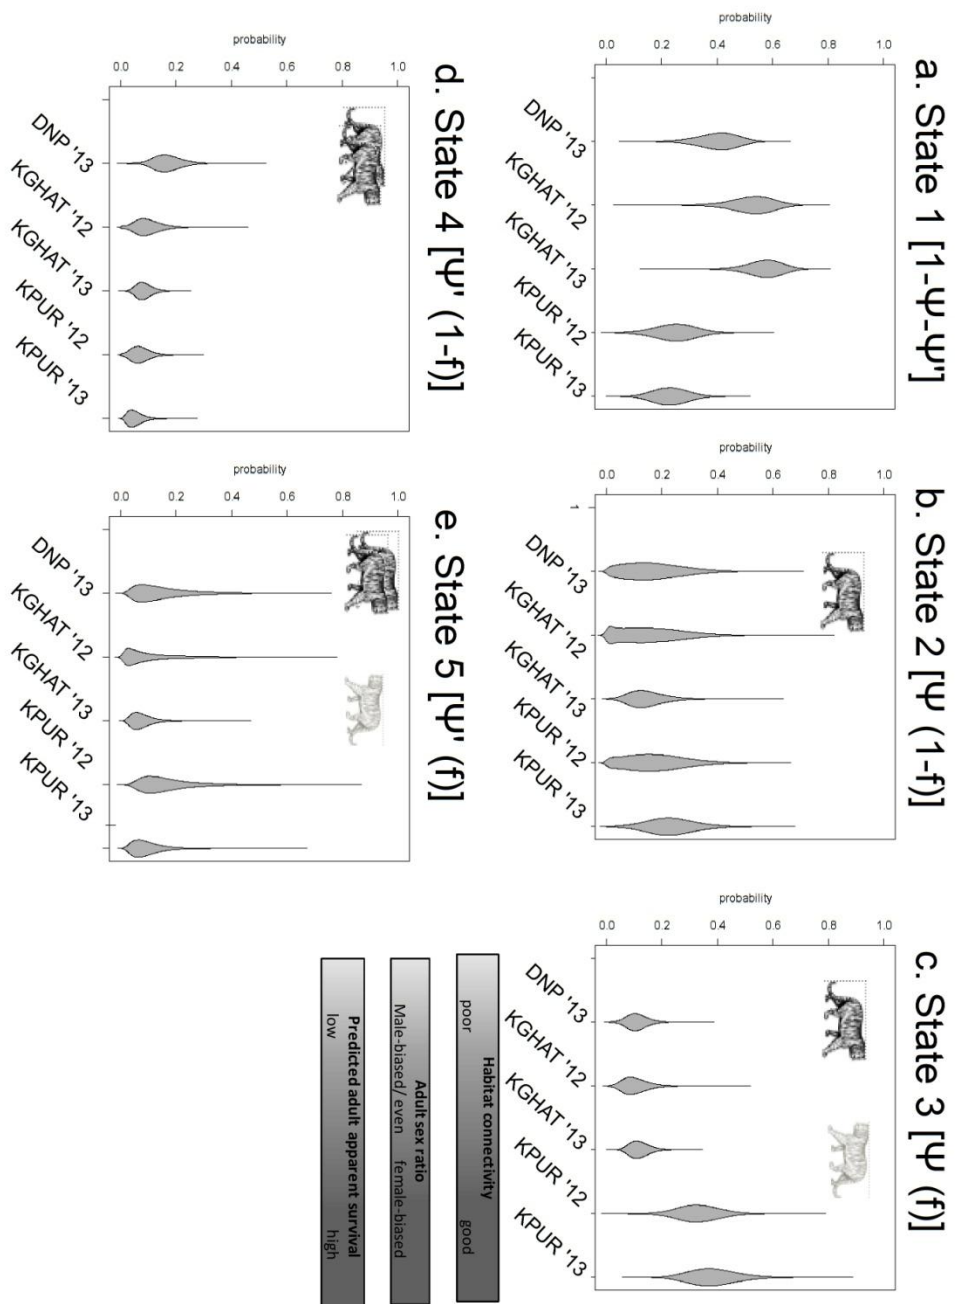 a. State 1 [1-Ψ-Ψ']
probability
0.0 0.2 0.4 0.6 0.8 1.0
DNP '13
KGHAT '12
KGHAT '13
KPUR '12
KPUR '13
b. State 2 [Ψ (1-f)]
probability
0.0 0.2 0.4 0.6 0.8 1.0
1
DNP '13
KGHAT '12
KGHAT '13
KPUR '12
KPUR '13
c. State 3 [Ψ (f)]
probability
0.0 0.2 0.4 0.6 0.8 1.0
DNP '13
KGHAT '12
KGHAT '13
KPUR '12
KPUR '13
d. State 4 [Ψ' (1-f)]
probability
0.0 0.2 0.4 0.6 0.8 1.0
DNP '13
KGHAT '12
KGHAT '13
KPUR '12
KPUR '13
e. State 5 [Ψ' (f)]
probability
0.0 0.2 0.4 0.6 0.8 1.0
DNP '13
KGHAT '12
KGHAT '13
KPUR '12
KPUR '13
Habitat connectivity
poor good
Adult sex ratio
Male-biased/ even female-biased
Predicted adult apparent survival
low high